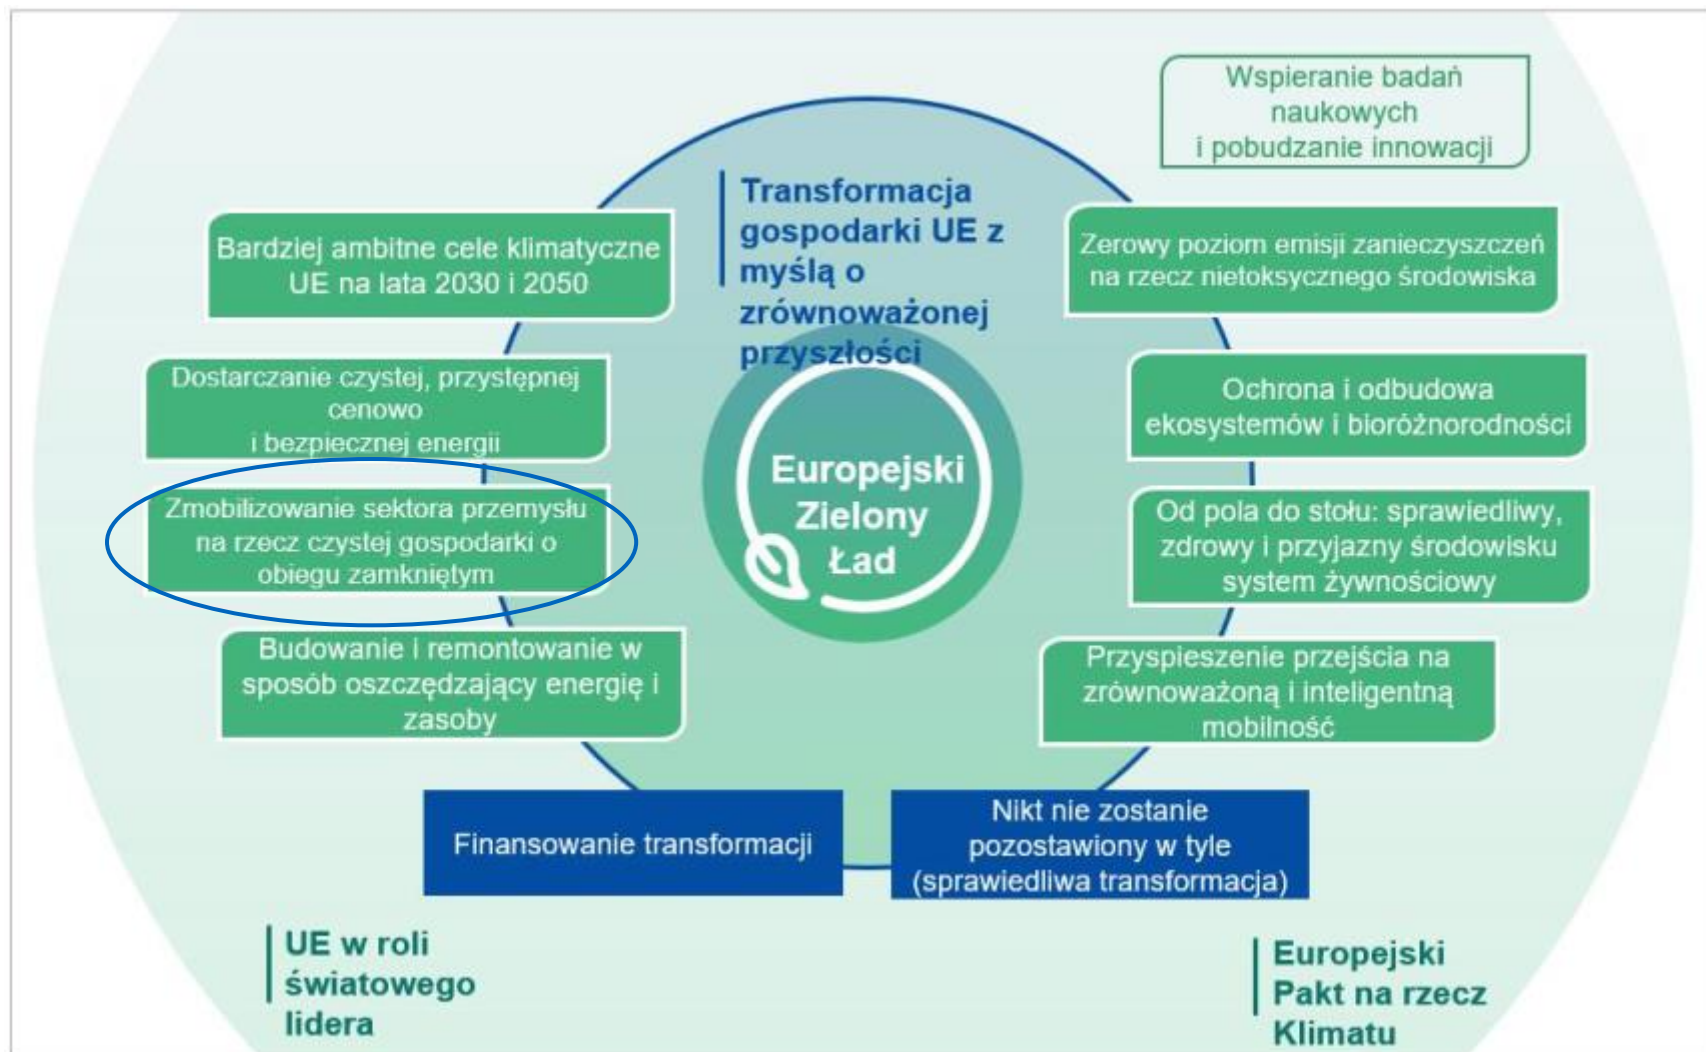 Wspieranie badań
naukowych
i pobudzanie innowacji
Transformacja
gospodarki UE z
myślą o
zrównoważonej
przyszłości
Bardziej ambitne cele klimatyczne
UE na lata 2030 i 2050
Zerowy poziom emisji zanieczyszczeń
na rzecz nietoksycznego środowiska
Dostarczanie czystej, przystępnej
cenowo
i bezpiecznej energii
Ochrona i odbudowa
ekosystemów i bioróżnorodności
Europejski
Zielony
Ład
Zmobilizowanie sektora przemysłu
na rzecz czystej gospodarki o
obiegu zamkniętym
Od pola do stołu: sprawiedliwy,
zdrowy i przyjazny środowisku
system żywnościowy
Budowanie i remontowanie w
sposób oszczędzający energię i
zasoby
Przyspieszenie przejścia na
zrównoważoną i inteligentną
mobilność
Finansowanie transformacji
Nikt nie zostanie
pozostawiony w tyle
(sprawiedliwa transformacja)
UE w roli
światowego
lidera
Europejski
Pakt na rzecz
Klimatu